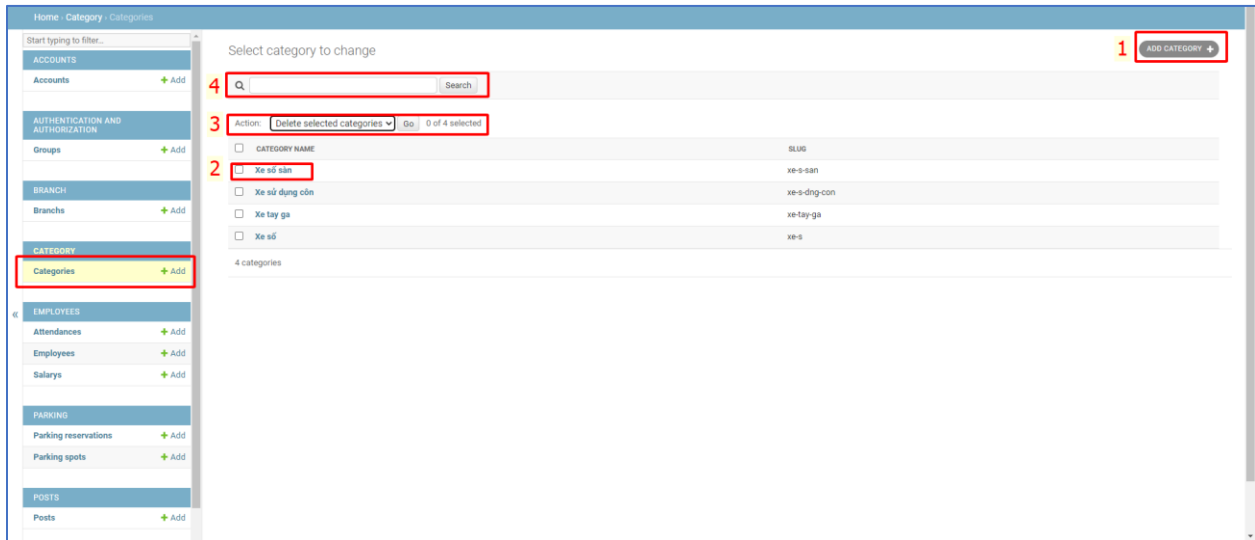 Home › Category › Categories
Start typing to filter...
ACCOUNTS
Accounts + Add
AUTHENTICATION AND
AUTHORIZATION
Groups + Add
BRANCH
Branchs + Add
CATEGORY
Categories + Add
EMPLOYEES
Attendances + Add
Employees + Add
Salarys + Add
PARKING
Parking reservations + Add
Parking spots + Add
POSTS
Posts + Add
«
Select category to change
1 ADD CATEGORY +
4 Search
3 Action: Delete selected categories Go 0 of 4 selected
CATEGORY NAME SLUG
2 Xe số sàn xe-s-san
Xe sử dụng côn xe-s-dng-con
Xe tay ga xe-tay-ga
Xe số xe-s
4 categories